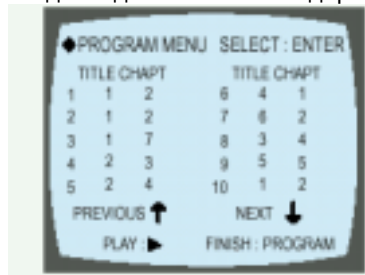 ◆PROGRAM MENU SELECT : ENTER
TITLE CHAPT TITLE CHAPT
1 1 2 6 4 1
2 1 2 7 6 2
3 1 7 8 3 4
4 2 3 9 5 5
5 2 4 10 1 2
PREVIOUS ↑ NEXT ↓
PLAY : ▶ FINISH : PROGRAM